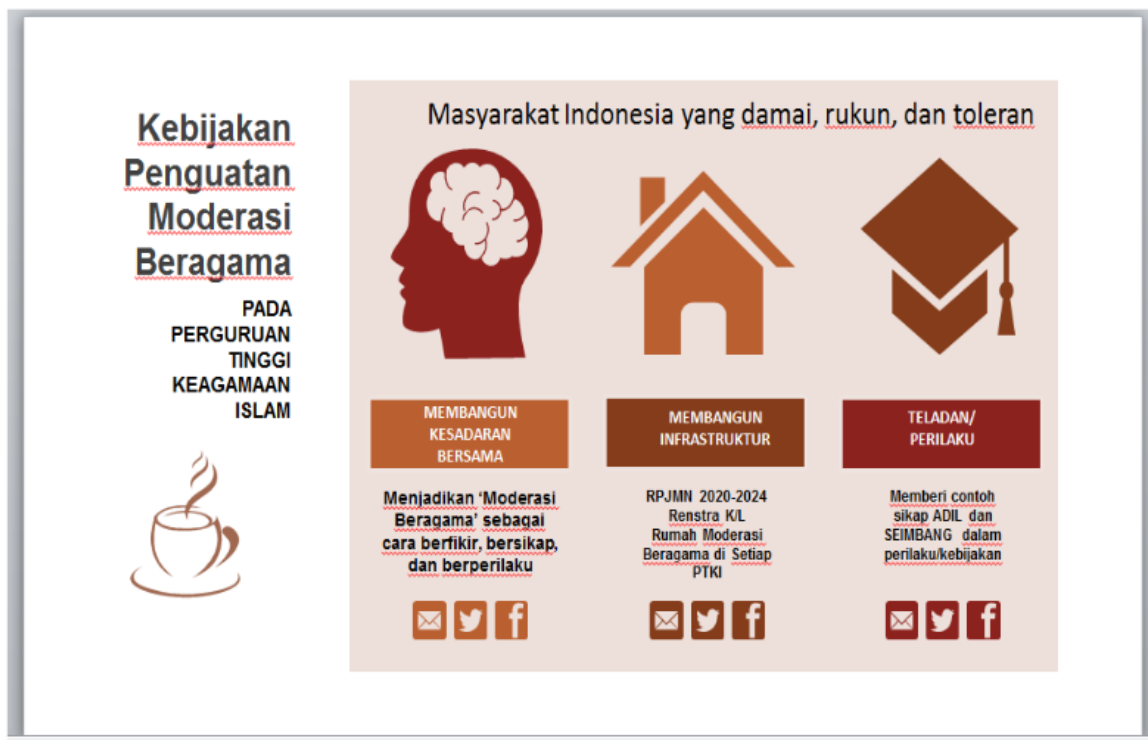 Kebijakan
Penguatan
Moderasi
Beragama
PADA
PERGURUAN
TINGGI
KEAGAMAAN
ISLAM
Masyarakat Indonesia yang damai, rukun, dan toleran
MEMBANGUN
KESADARAN
BERSAMA
Menjadikan ‘Moderasi
Beragama’ sebagai
cara berfikir, bersikap,
dan berperilaku
MEMBANGUN
INFRASTRUKTUR
RPJMN 2020-2024
Renstra K/L
Rumah Moderasi
Beragama di Setiap
PTKI
TELADAN/
PERILAKU
Memberi contoh
sikap ADIL dan
SEIMBANG dalam
perilaku/kebijakan